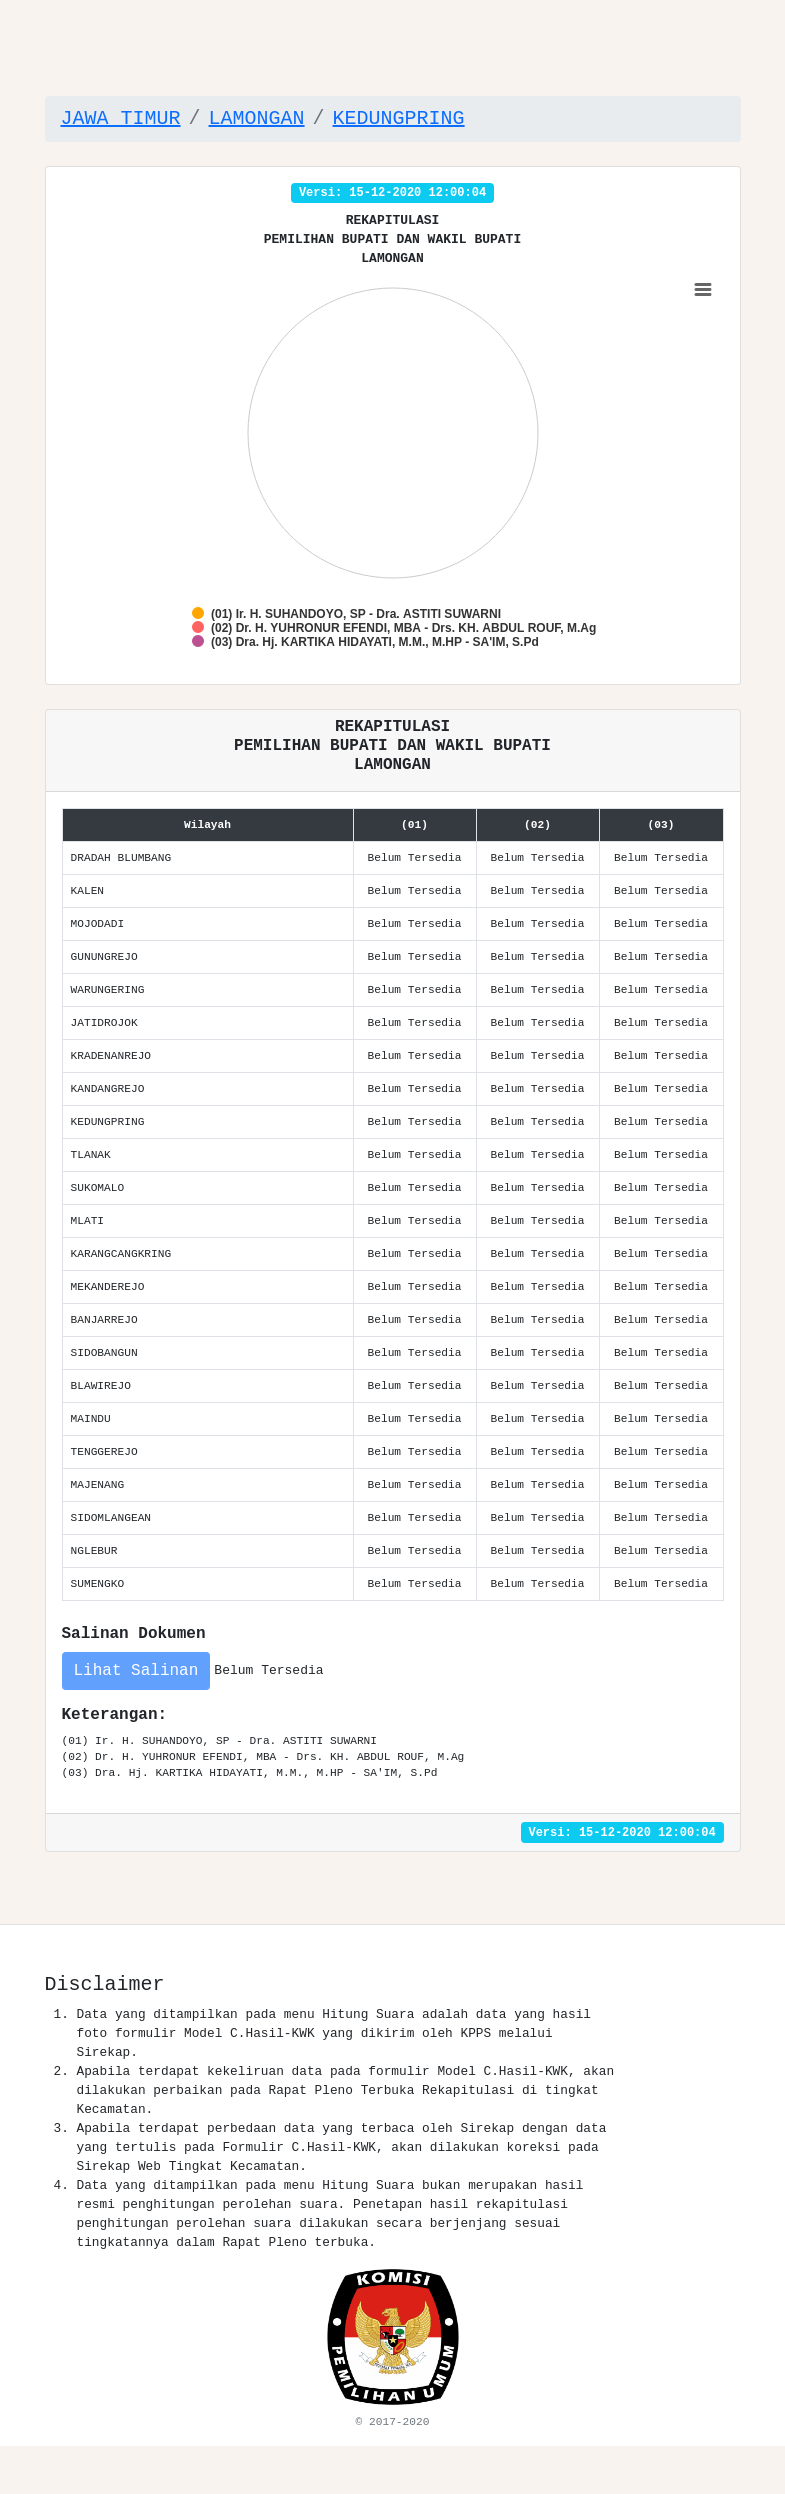 JAWA TIMUR / LAMONGAN / KEDUNGPRING
Versi: 15-12-2020 12:00:04
REKAPITULASI
PEMILIHAN BUPATI DAN WAKIL BUPATI
LAMONGAN
(01) Ir. H. SUHANDOYO, SP - Dra. ASTITI SUWARNI
(02) Dr. H. YUHRONUR EFENDI, MBA - Drs. KH. ABDUL ROUF, M.Ag
(03) Dra. Hj. KARTIKA HIDAYATI, M.M., M.HP - SA'IM, S.Pd
REKAPITULASI
PEMILIHAN BUPATI DAN WAKIL BUPATI
LAMONGAN
Wilayah (01) (02) (03)
DRADAH BLUMBANG Belum Tersedia Belum Tersedia Belum Tersedia
KALEN Belum Tersedia Belum Tersedia Belum Tersedia
MOJODADI Belum Tersedia Belum Tersedia Belum Tersedia
GUNUNGREJO Belum Tersedia Belum Tersedia Belum Tersedia
WARUNGERING Belum Tersedia Belum Tersedia Belum Tersedia
JATIDROJOK Belum Tersedia Belum Tersedia Belum Tersedia
KRADENANREJO Belum Tersedia Belum Tersedia Belum Tersedia
KANDANGREJO Belum Tersedia Belum Tersedia Belum Tersedia
KEDUNGPRING Belum Tersedia Belum Tersedia Belum Tersedia
TLANAK Belum Tersedia Belum Tersedia Belum Tersedia
SUKOMALO Belum Tersedia Belum Tersedia Belum Tersedia
MLATI Belum Tersedia Belum Tersedia Belum Tersedia
KARANGCANGKRING Belum Tersedia Belum Tersedia Belum Tersedia
MEKANDEREJO Belum Tersedia Belum Tersedia Belum Tersedia
BANJARREJO Belum Tersedia Belum Tersedia Belum Tersedia
SIDOBANGUN Belum Tersedia Belum Tersedia Belum Tersedia
BLAWIREJO Belum Tersedia Belum Tersedia Belum Tersedia
MAINDU Belum Tersedia Belum Tersedia Belum Tersedia
TENGGEREJO Belum Tersedia Belum Tersedia Belum Tersedia
MAJENANG Belum Tersedia Belum Tersedia Belum Tersedia
SIDOMLANGEAN Belum Tersedia Belum Tersedia Belum Tersedia
NGLEBUR Belum Tersedia Belum Tersedia Belum Tersedia
SUMENGKO Belum Tersedia Belum Tersedia Belum Tersedia
Salinan Dokumen
Lihat Salinan Belum Tersedia
Keterangan:
(01) Ir. H. SUHANDOYO, SP - Dra. ASTITI SUWARNI
(02) Dr. H. YUHRONUR EFENDI, MBA - Drs. KH. ABDUL ROUF, M.Ag
(03) Dra. Hj. KARTIKA HIDAYATI, M.M., M.HP - SA'IM, S.Pd
Versi: 15-12-2020 12:00:04
Disclaimer
1. Data yang ditampilkan pada menu Hitung Suara adalah data yang hasil
foto formulir Model C.Hasil-KWK yang dikirim oleh KPPS melalui
Sirekap.
2. Apabila terdapat kekeliruan data pada formulir Model C.Hasil-KWK, akan
dilakukan perbaikan pada Rapat Pleno Terbuka Rekapitulasi di tingkat
Kecamatan.
3. Apabila terdapat perbedaan data yang terbaca oleh Sirekap dengan data
yang tertulis pada Formulir C.Hasil-KWK, akan dilakukan koreksi pada
Sirekap Web Tingkat Kecamatan.
4. Data yang ditampilkan pada menu Hitung Suara bukan merupakan hasil
resmi penghitungan perolehan suara. Penetapan hasil rekapitulasi
penghitungan perolehan suara dilakukan secara berjenjang sesuai
tingkatannya dalam Rapat Pleno terbuka.
KOMISI
PEMILIHAN UMUM
© 2017-2020